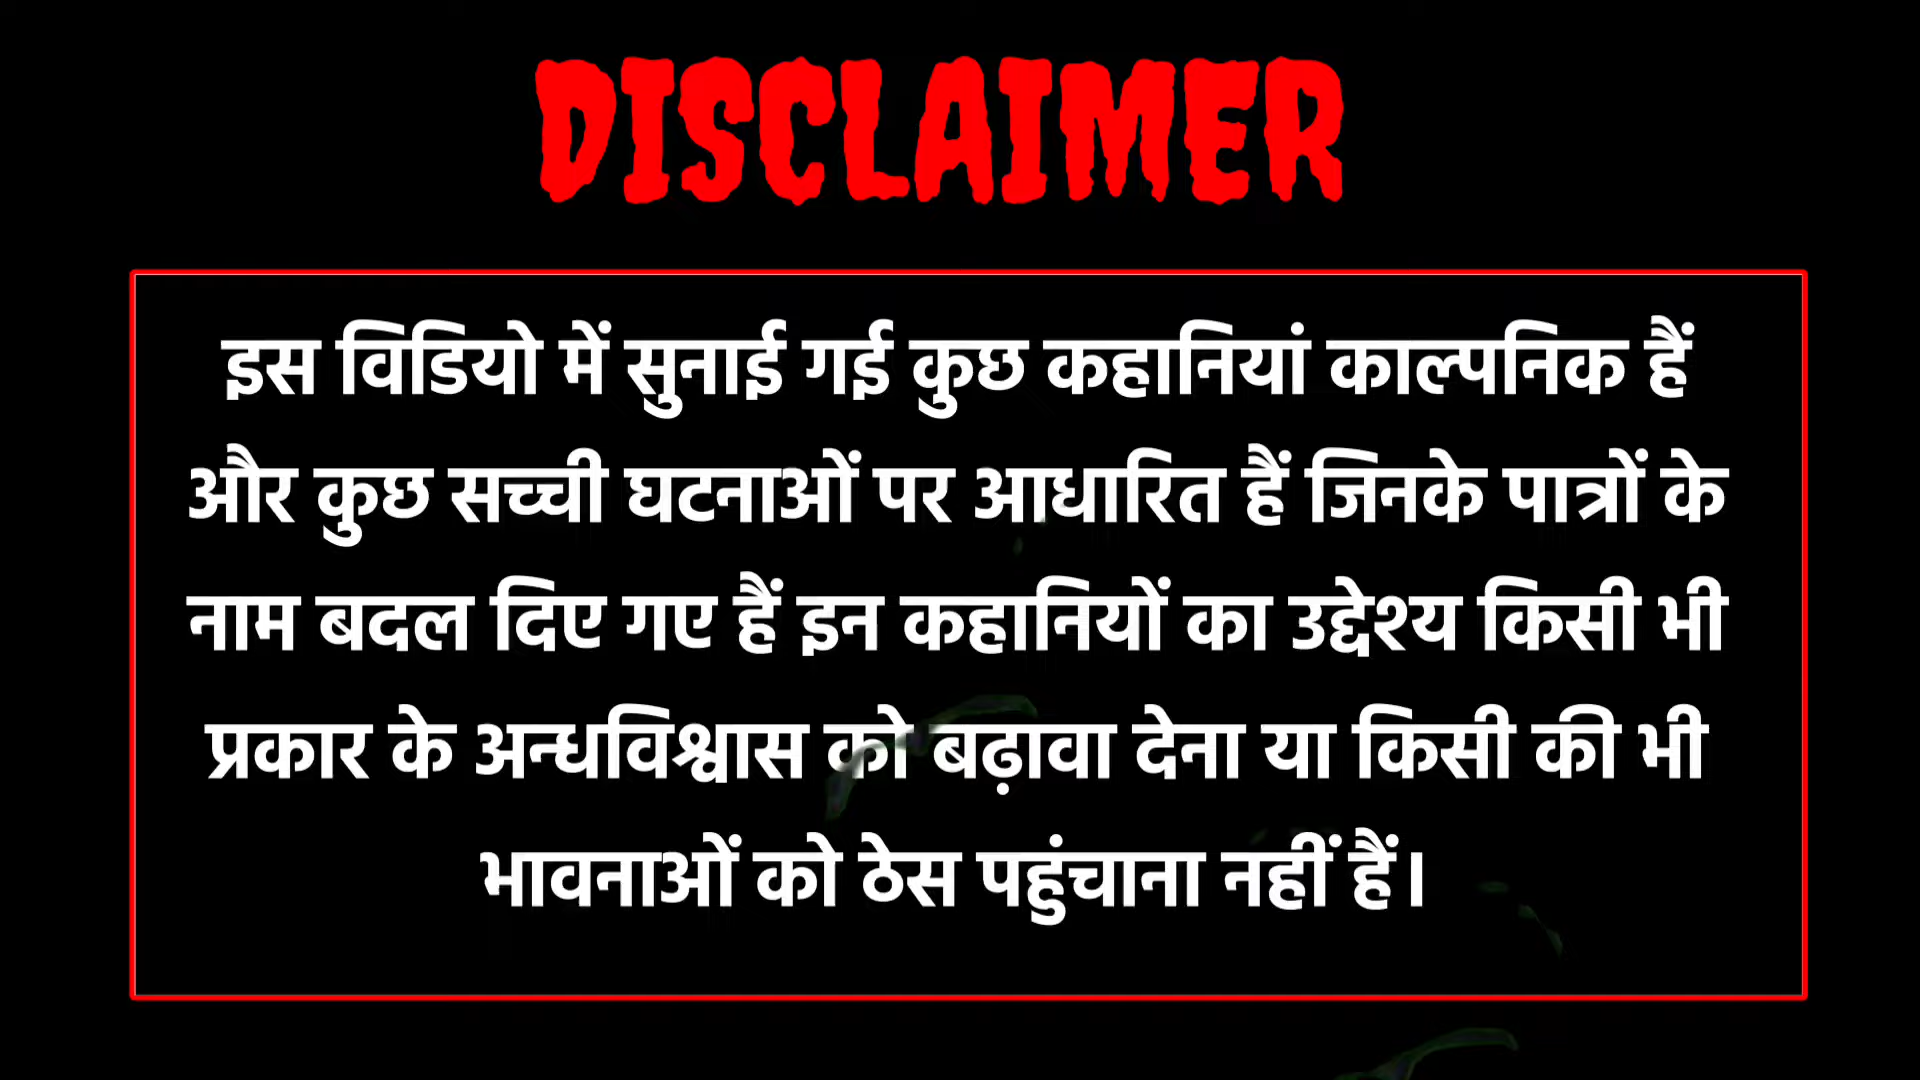 DISCLAIMER
इस विडियो में सुनाई गई कुछ कहानियां काल्पनिक हैं
और कुछ सच्ची घटनाओं पर आधारित हैं जिनके पात्रों के
नाम बदल दिए गए हैं इन कहानियों का उद्देश्य किसी भी
प्रकार के अन्धविश्वास को बढ़ावा देना या किसी की भी
भावनाओं को ठेस पहुंचाना नहीं हैं।